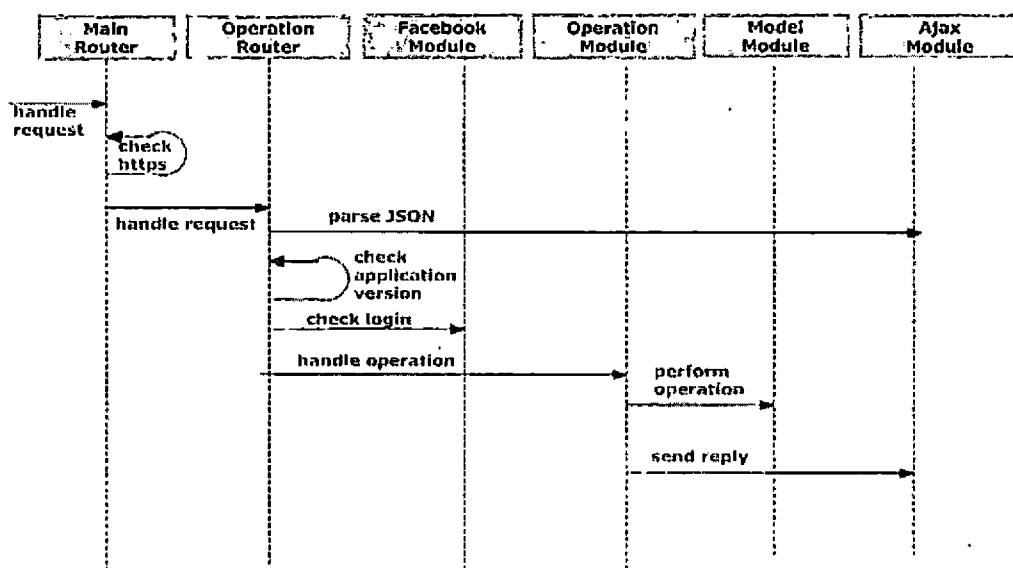 Main
Router
Operation
Router
Facebook
Module
Operation
Module
Model
Module
Ajax
Module
handle
request
check
https
handle request
parse JSON
check
application
version
check login
handle operation
perform
operation
send reply